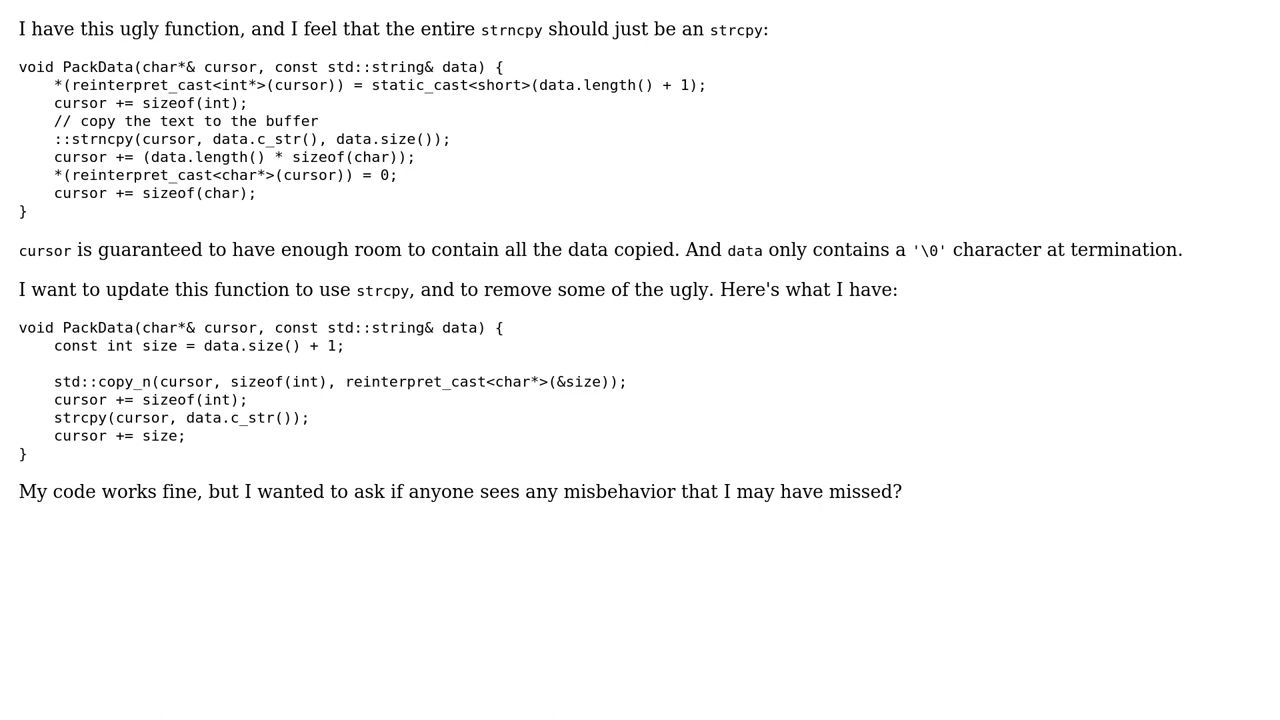 I have this ugly function, and I feel that the entire strncpy should just be an strcpy:
void PackData(char*& cursor, const std::string& data) {
    *(reinterpret_cast<int*>(cursor)) = static_cast<short>(data.length() + 1);
    cursor += sizeof(int);
    // copy the text to the buffer
    ::strncpy(cursor, data.c_str(), data.size());
    cursor += (data.length() * sizeof(char));
    *(reinterpret_cast<char*>(cursor)) = 0;
    cursor += sizeof(char);
}
cursor is guaranteed to have enough room to contain all the data copied. And data only contains a '\0' character at termination.
I want to update this function to use strcpy, and to remove some of the ugly. Here's what I have:
void PackData(char*& cursor, const std::string& data) {
    const int size = data.size() + 1;
    std::copy_n(cursor, sizeof(int), reinterpret_cast<char*>(&size));
    cursor += sizeof(int);
    strcpy(cursor, data.c_str());
    cursor += size;
}
My code works fine, but I wanted to ask if anyone sees any misbehavior that I may have missed?